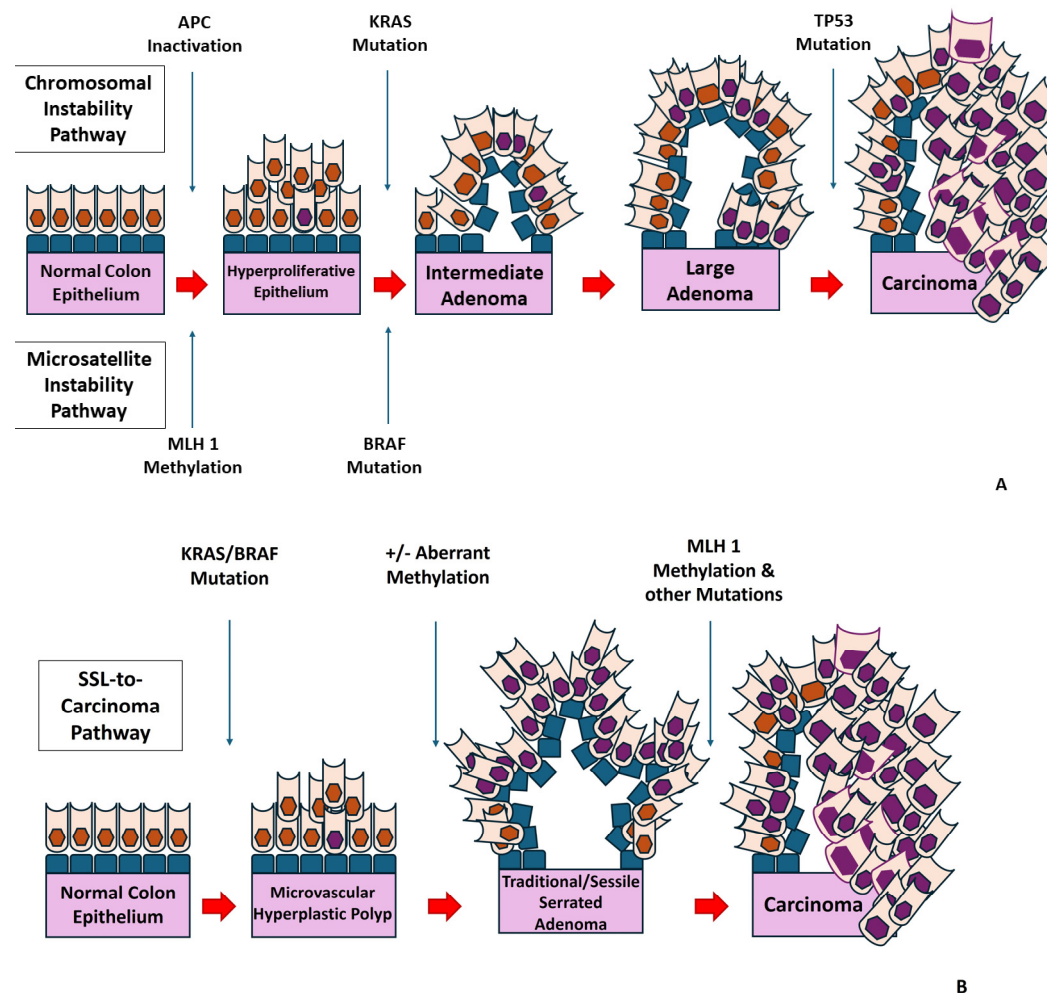 APC
Inactivation
KRAS
Mutation
TP53
Mutation
Chromosomal
Instability
Pathway
Normal Colon
Epithelium
Hyperproliferative
Epithelium
Intermediate
Adenoma
Large
Adenoma
Carcinoma
Microsatellite
Instability
Pathway
MLH 1
Methylation
BRAF
Mutation
A
KRAS/BRAF
Mutation
+/- Aberrant
Methylation
MLH 1
Methylation &
other Mutations
SSL-to-
Carcinoma
Pathway
Normal Colon
Epithelium
Microvascular
Hyperplastic Polyp
Traditional/Sessile
Serrated
Adenoma
Carcinoma
B